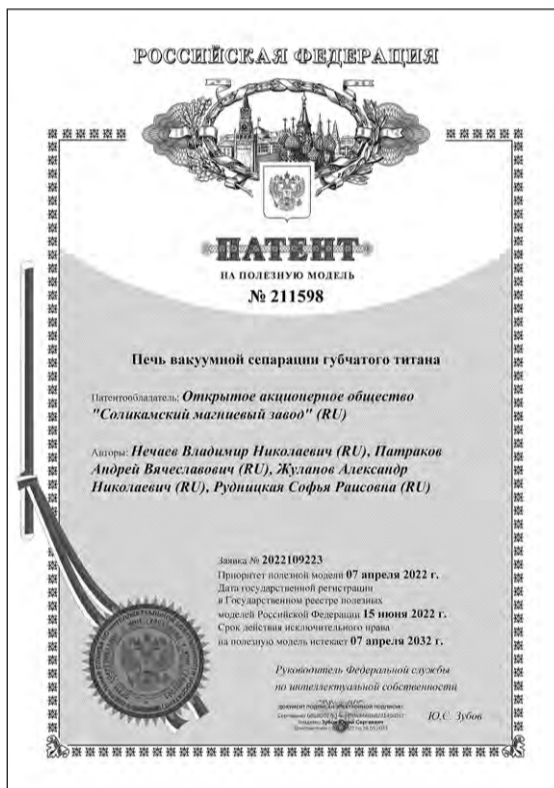 РОССИЙСКАЯ ФЕДЕРАЦИЯ
ПАТЕНТ
НА ПОЛЕЗНУЮ МОДЕЛЬ
№ 211598
Печь вакуумной сепарации губчатого титана
Патентообладатель: Открытое акционерное общество
"Соликамский магниевый завод" (RU)
Авторы: Нечаев Владимир Николаевич (RU), Патраков
Андрей Вячеславович (RU), Жуланов Александр
Николаевич (RU), Рудницкая Софья Раисовна (RU)
Заявка № 2022109223
Приоритет полезной модели 07 апреля 2022 г.
Дата государственной регистрации
в Государственном реестре полезных
моделей Российской Федерации 15 июня 2022 г.
Срок действия исключительного права
на полезную модель истекает 07 апреля 2032 г.
Руководитель Федеральной службы
по интеллектуальной собственности
ДОКУМЕНТ ПОДПИСАН ЭЛЕКТРОННОЙ ПОДПИСЬЮ
Ю.С. Зубов